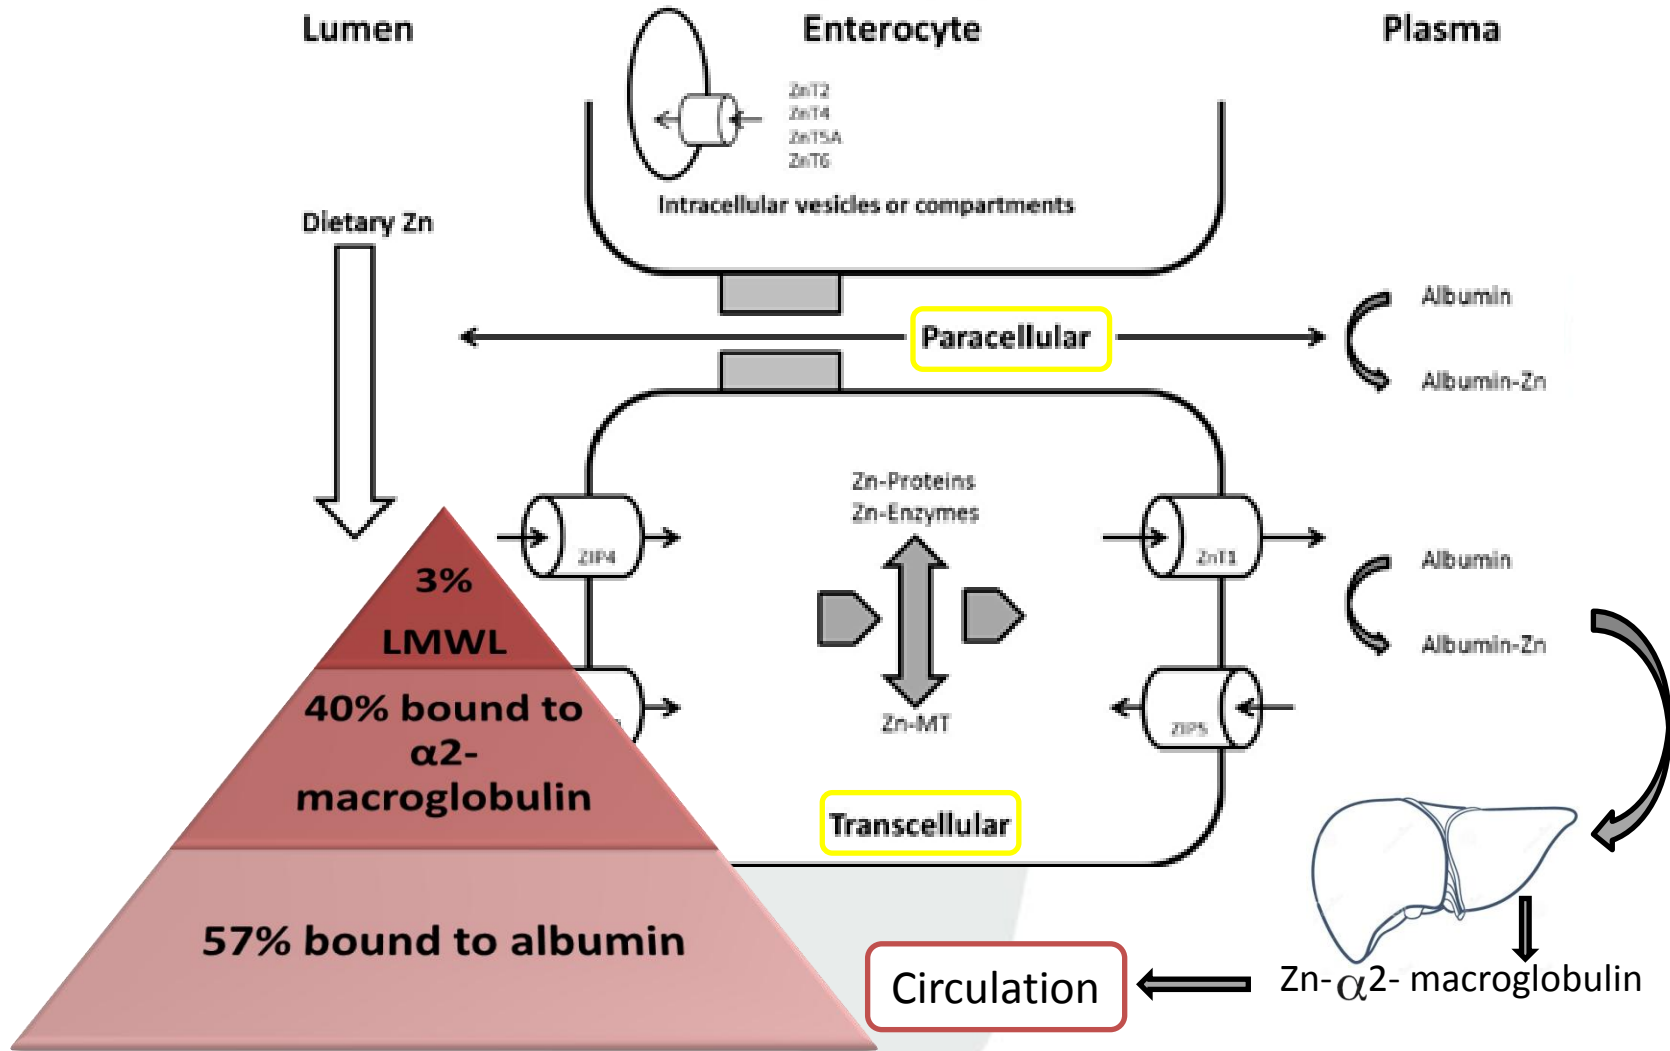 Lumen
Enterocyte
Plasma
ZnT2
ZnT4
ZnT5A
ZnT6
Intracellular vesicles or compartments
Dietary Zn
Paracellular
Albumin
Albumin-Zn
Zn-Proteins
Zn-Enzymes
ZIP4
ZnT1
Albumin
Albumin-Zn
3%
LMWL
40% bound to
α2-
macroglobulin
Zn-MT
ZIP5
Transcellular
57% bound to albumin
Circulation
Zn-α2- macroglobulin